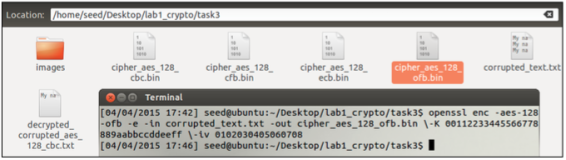 Location: /home/seed/Desktop/lab1_crypto/task3
images
cipher_aes_128_
cbc.bin
cipher_aes_128_
cfb.bin
cipher_aes_128_
ecb.bin
cipher_aes_128_
ofb.bin
corrupted_text.txt
decrypted_
corrupted_aes_
128_cbc.txt
Terminal
[04/04/2015 17:42] seed@ubuntu:~/Desktop/lab1_crypto/task3$ openssl enc -aes-128
-ofb -e -in corrupted_text.txt -out cipher_aes_128_ofb.bin \-K 00112233445566778
889aabbccddeeff \-iv 0102030405060708
[04/04/2015 17:46] seed@ubuntu:~/Desktop/lab1_crypto/task3$